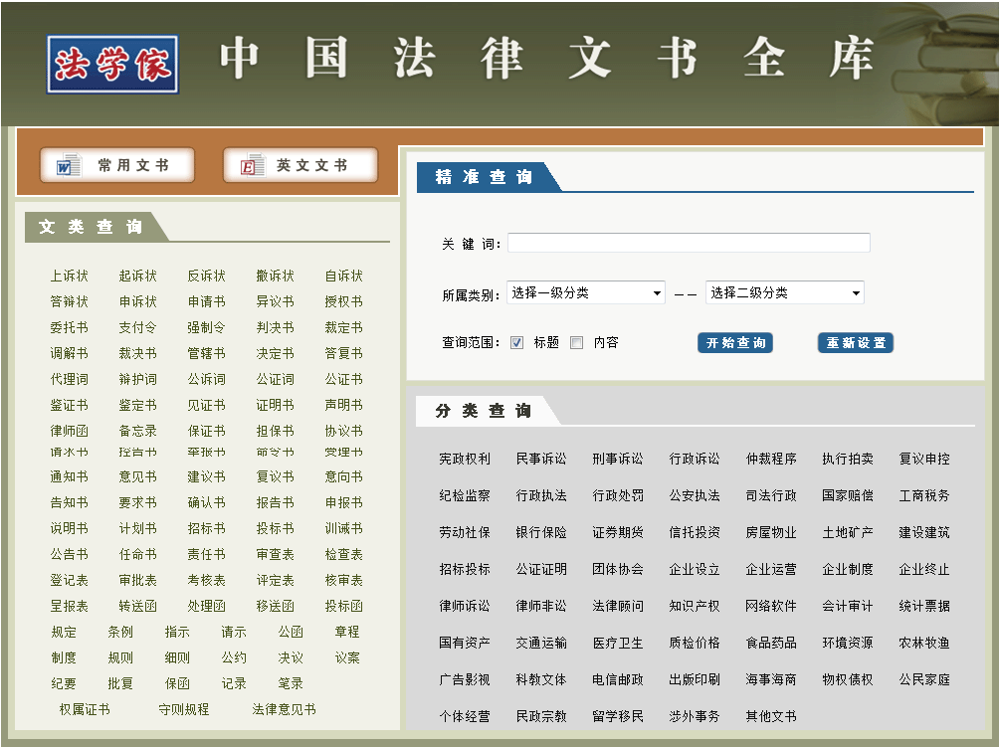 法学家 中国法律文书全库
常用文书 英文文书
文类查询
上诉状 起诉状 反诉状 撤诉状 自诉状
答辩状 申诉状 申请书 异议书 授权书
委托书 支付令 强制令 判决书 裁定书
调解书 裁决书 管辖书 决定书 答复书
代理词 辩护词 公诉词 公证词 公证书
鉴证书 鉴定书 见证书 证明书 声明书
律师函 备忘录 保证书 担保书 协议书
通知书 意见书 建议书 复议书 意向书
告知书 要求书 确认书 报告书 申报书
说明书 计划书 招标书 投标书 训诫书
公告书 任命书 责任书 审查表 检查表
登记表 审批表 考核表 评定表 核审表
呈报表 转送函 处理函 移送函 投标函
规定 条例 指示 请示 公函 章程
制度 规则 细则 公约 决议 议案
纪要 批复 保函 记录 笔录
权属证书 守则规程 法律意见书
精准查询
关键词：
所属类别： 选择一级分类 —— 选择二级分类
查询范围： 标题 内容 开始查询 重新设置
分类查询
宪政权利 民事诉讼 刑事诉讼 行政诉讼 仲裁程序 执行拍卖 复议申控
纪检监察 行政执法 行政处罚 公安执法 司法行政 国家赔偿 工商税务
劳动社保 银行保险 证券期货 信托投资 房屋物业 土地矿产 建设建筑
招标投标 公证证明 团体协会 企业设立 企业运营 企业制度 企业终止
律师诉讼 律师非讼 法律顾问 知识产权 网络软件 会计审计 统计票据
国有资产 交通运输 医疗卫生 质检价格 食品药品 环境资源 农林牧渔
广告影视 科教文体 电信邮政 出版印刷 海事海商 物权债权 公民家庭
个体经营 民政宗教 留学移民 涉外事务 其他文书